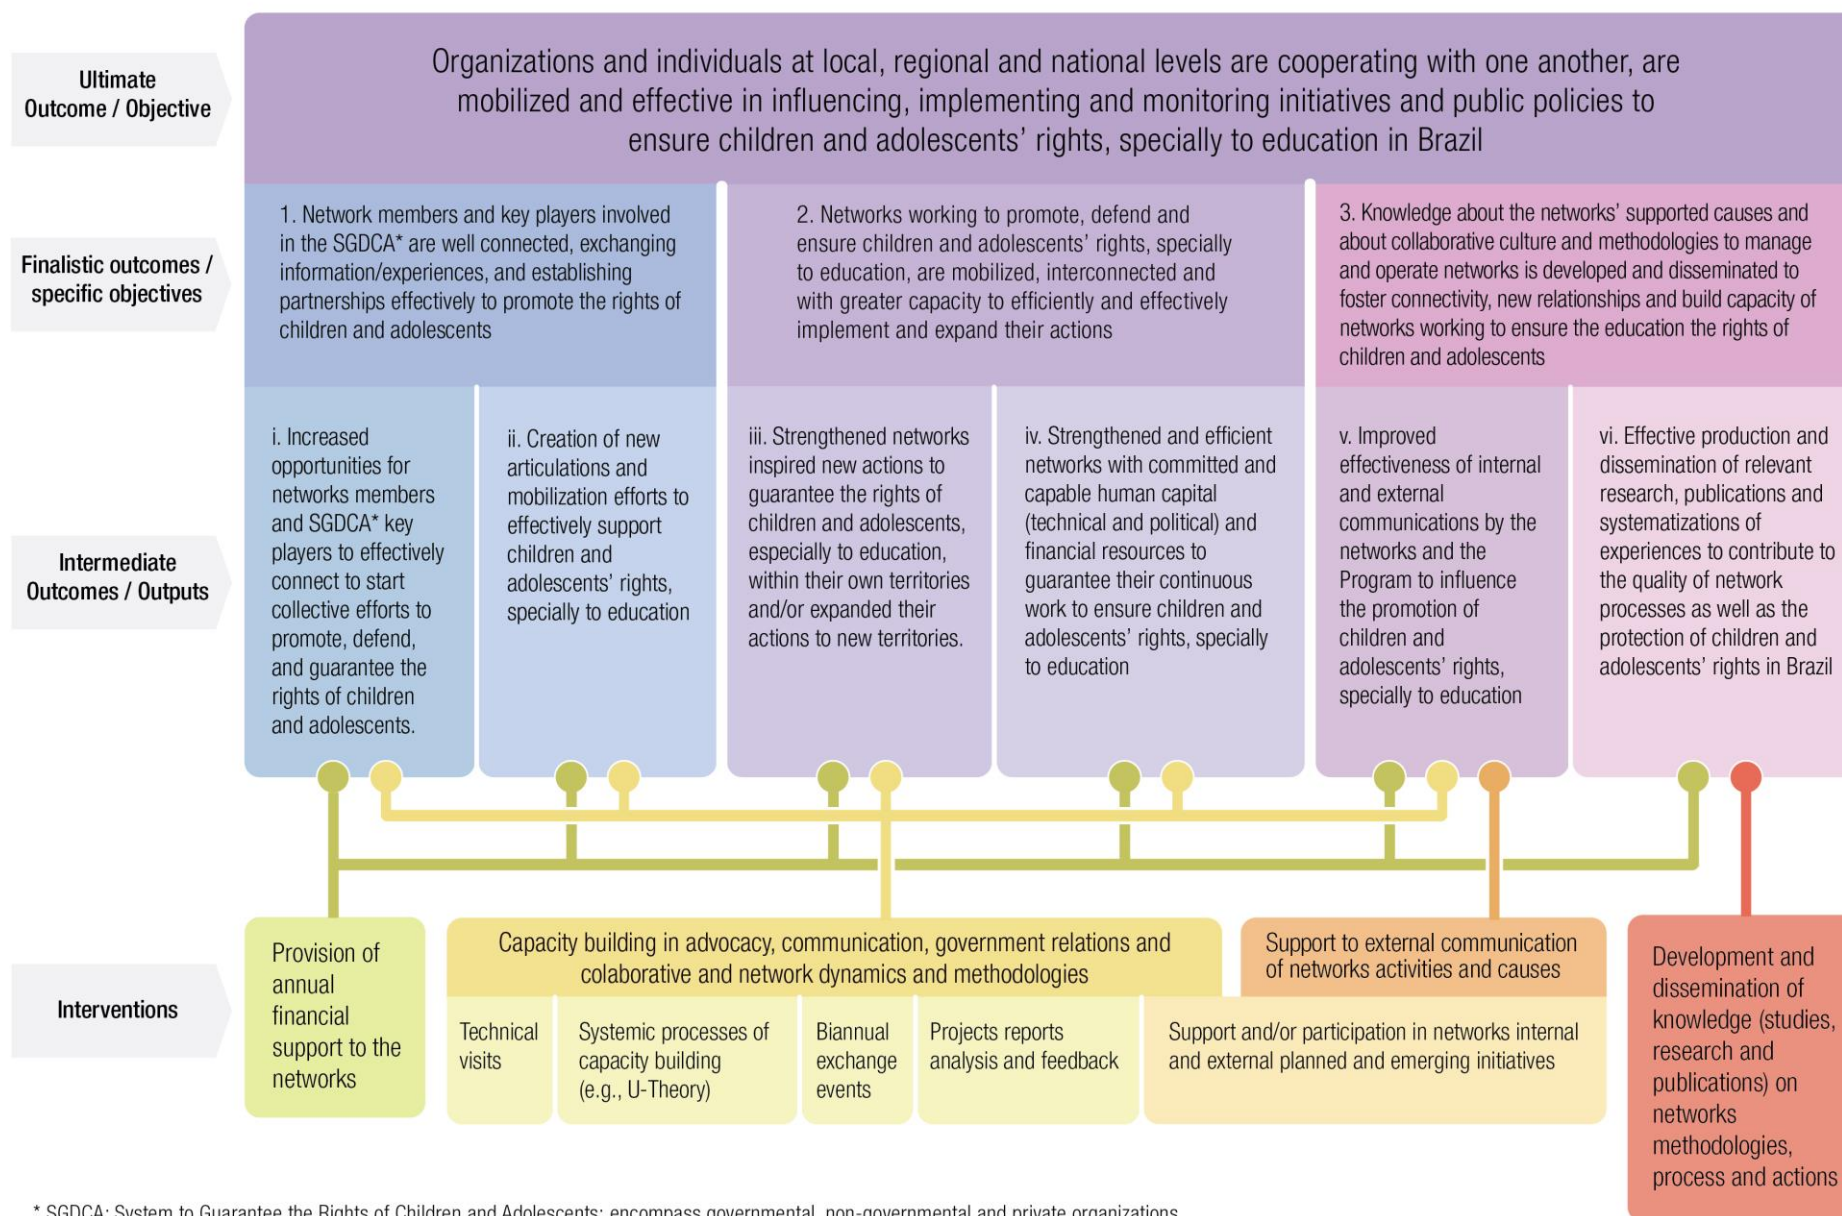 Ultimate
Outcome / Objective
Organizations and individuals at local, regional and national levels are cooperating with one another, are
mobilized and effective in influencing, implementing and monitoring initiatives and public policies to
ensure children and adolescents' rights, specially to education in Brazil
Finalistic outcomes /
specific objectives
1. Network members and key players involved
in the SGDCA* are well connected, exchanging
information/experiences, and establishing
partnerships effectively to promote the rights of
children and adolescents
2. Networks working to promote, defend and
ensure children and adolescents' rights, specially
to education, are mobilized, interconnected and
with greater capacity to efficiently and effectively
implement and expand their actions
3. Knowledge about the networks' supported causes and
about collaborative culture and methodologies to manage
and operate networks is developed and disseminated to
foster connectivity, new relationships and build capacity of
networks working to ensure the education the rights of
children and adolescents
Intermediate
Outcomes / Outputs
i. Increased
opportunities for
networks members
and SGDCA* key
players to effectively
connect to start
collective efforts to
promote, defend,
and guarantee the
rights of children
and adolescents.
ii. Creation of new
articulations and
mobilization efforts to
effectively support
children and
adolescents' rights,
specially to education
iii. Strengthened networks
inspired new actions to
guarantee the rights of
children and adolescents,
especially to education,
within their own territories
and/or expanded their
actions to new territories.
iv. Strengthened and efficient
networks with committed and
capable human capital
(technical and political) and
financial resources to
guarantee their continuous
work to ensure children and
adolescents' rights, specially
to education
v. Improved
effectiveness of internal
and external
communications by the
networks and the
Program to influence
the promotion of
children and
adolescents' rights,
specially to education
vi. Effective production and
dissemination of relevant
research, publications and
systematizations of
experiences to contribute to
the quality of network
processes as well as the
protection of children and
adolescents' rights in Brazil
Interventions
Provision of
annual
financial
support to the
networks
Capacity building in advocacy, communication, government relations and
colaborative and network dynamics and methodologies
Technical
visits
Systemic processes of
capacity building
(e.g., U-Theory)
Biannual
exchange
events
Projects reports
analysis and feedback
Support to external communication
of networks activities and causes
Support and/or participation in networks internal
and external planned and emerging initiatives
Development and
dissemination of
knowledge (studies,
research and
publications) on
networks
methodologies,
process and actions
* SGDCA: System to Guarantee the Rights of Children and Adolescents: encompass governmental, non-governmental and private organizations